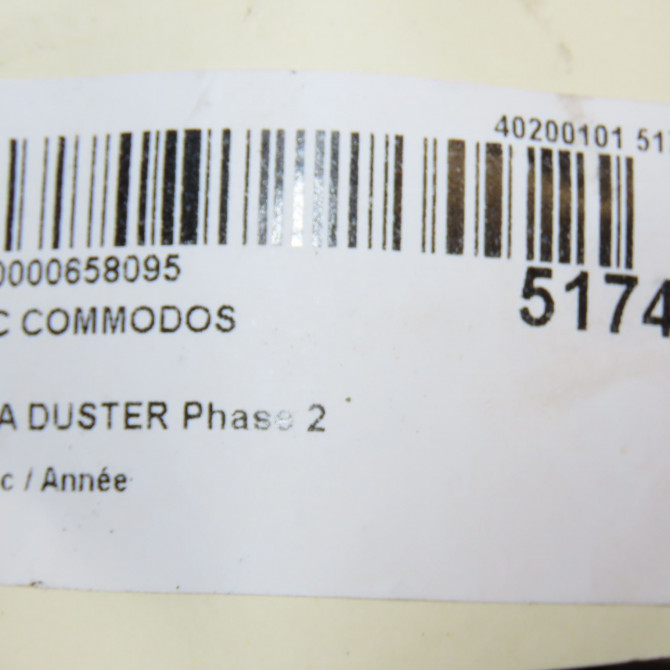 40200101 51
0000658095
5174
C COMMODOS
A DUSTER Phase 2
c / Année